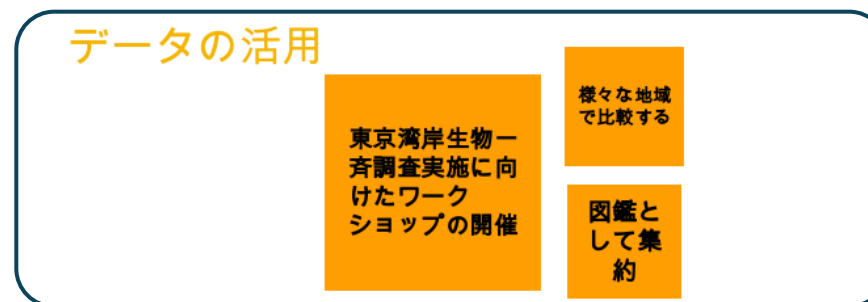 データの活用
東京湾岸生物一
斉調査実施に向
けたワーク
ショップの開催
様々な地域
で比較する
図鑑と
して集
約